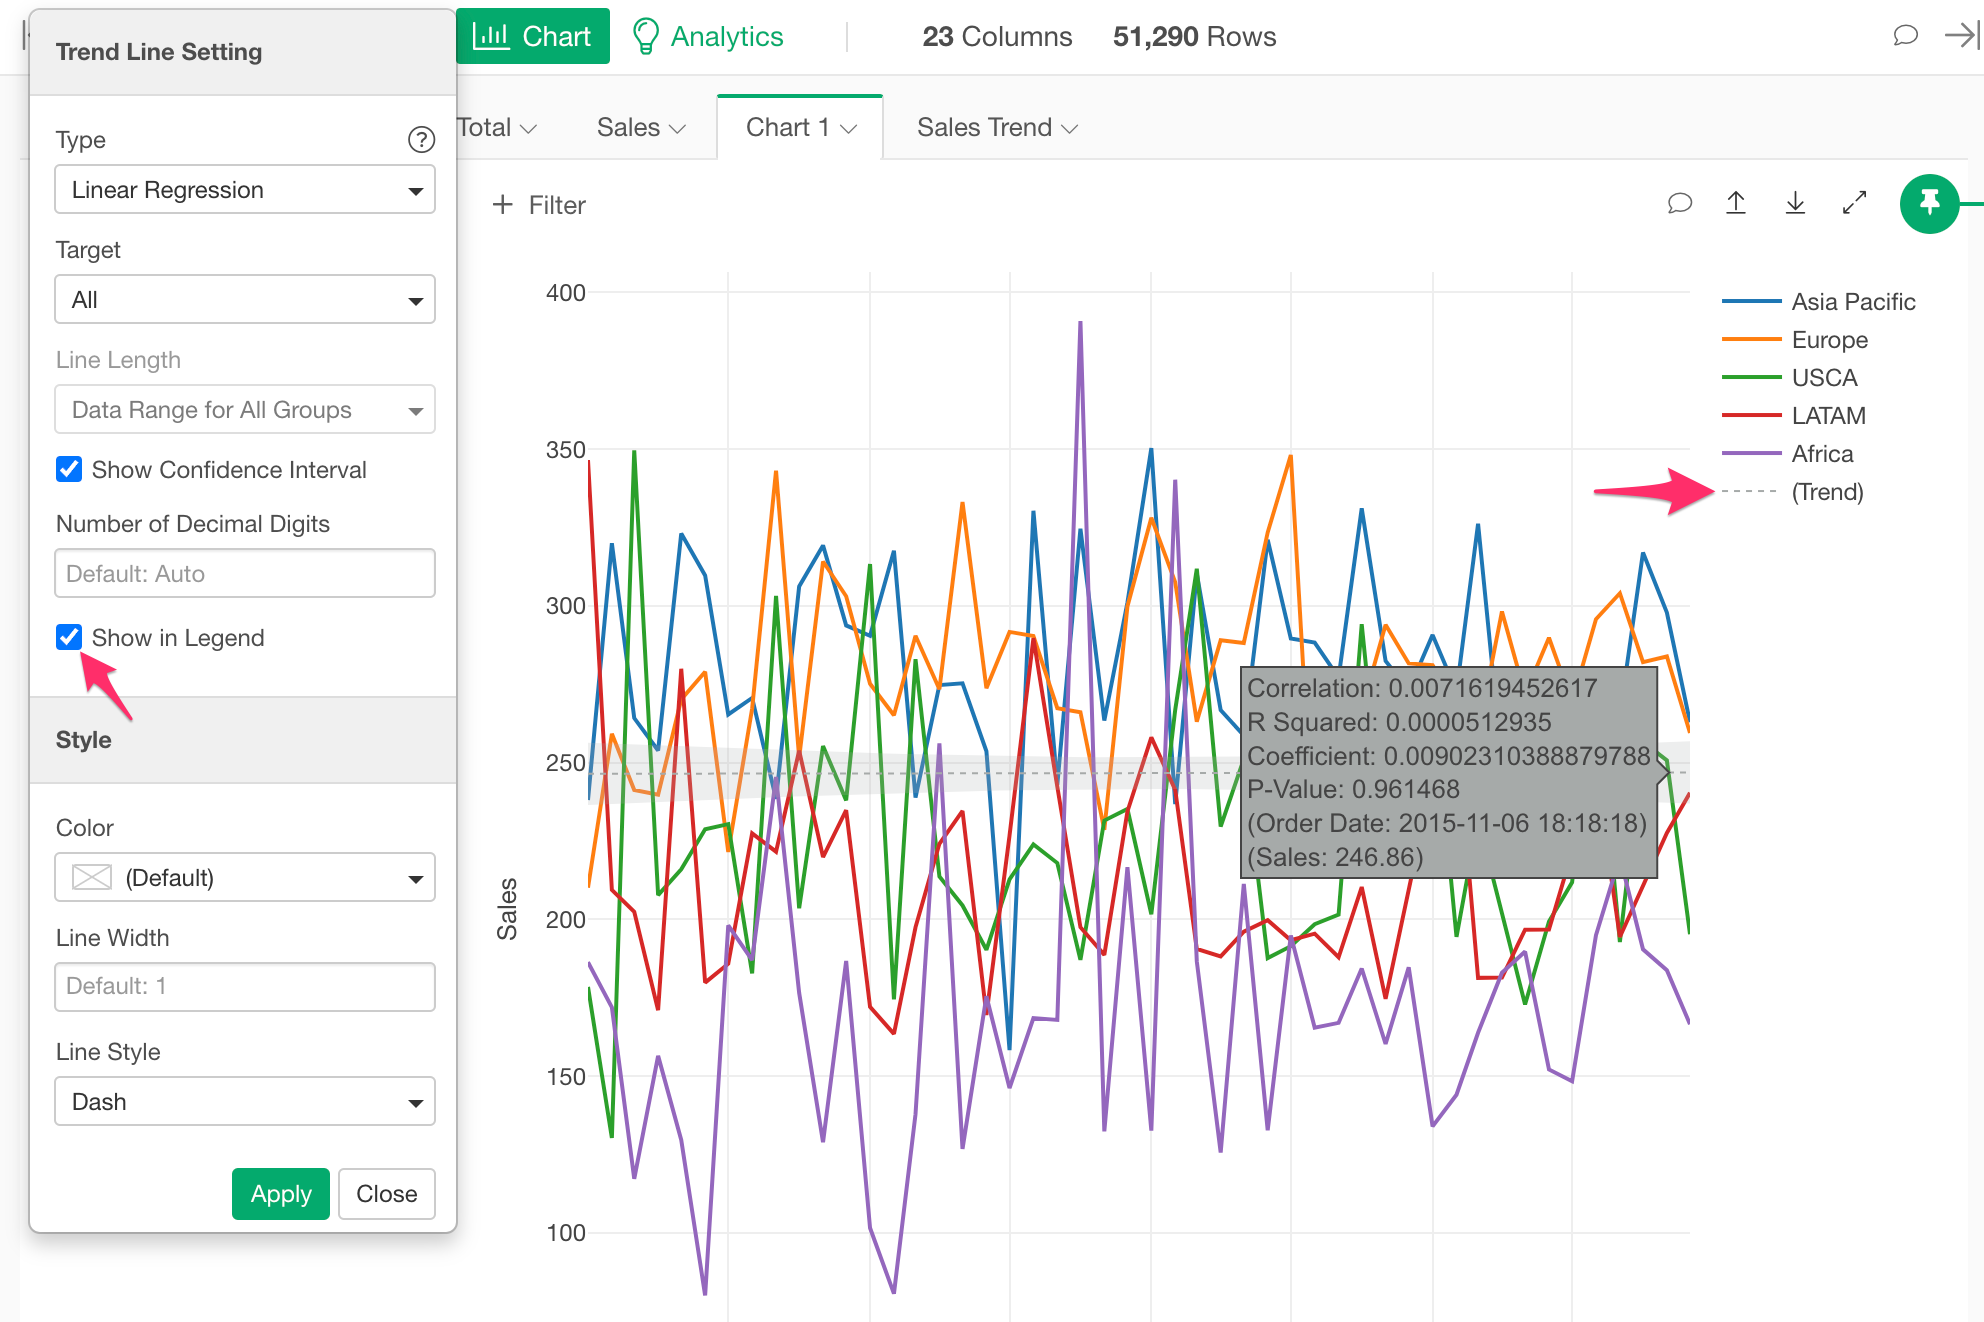 Trend Line Setting
Chart
Analytics
23 Columns
51,290 Rows
Total
Sales
Chart 1
Sales Trend
Type
?
Linear Regression
Target
All
Line Length
Data Range for All Groups
Show Confidence Interval
Number of Decimal Digits
Default: Auto
Show in Legend
Style
Color
(Default)
Line Width
Default: 1
Line Style
Dash
Apply
Close
+ Filter
400
350
300
250
200
150
100
Sales
Asia Pacific
Europe
USCA
LATAM
Africa
(Trend)
Correlation: 0.0071619452617
R Squared: 0.0000512935
Coefficient: 0.00902310388879788
P-Value: 0.961468
(Order Date: 2015-11-06 18:18:18)
(Sales: 246.86)